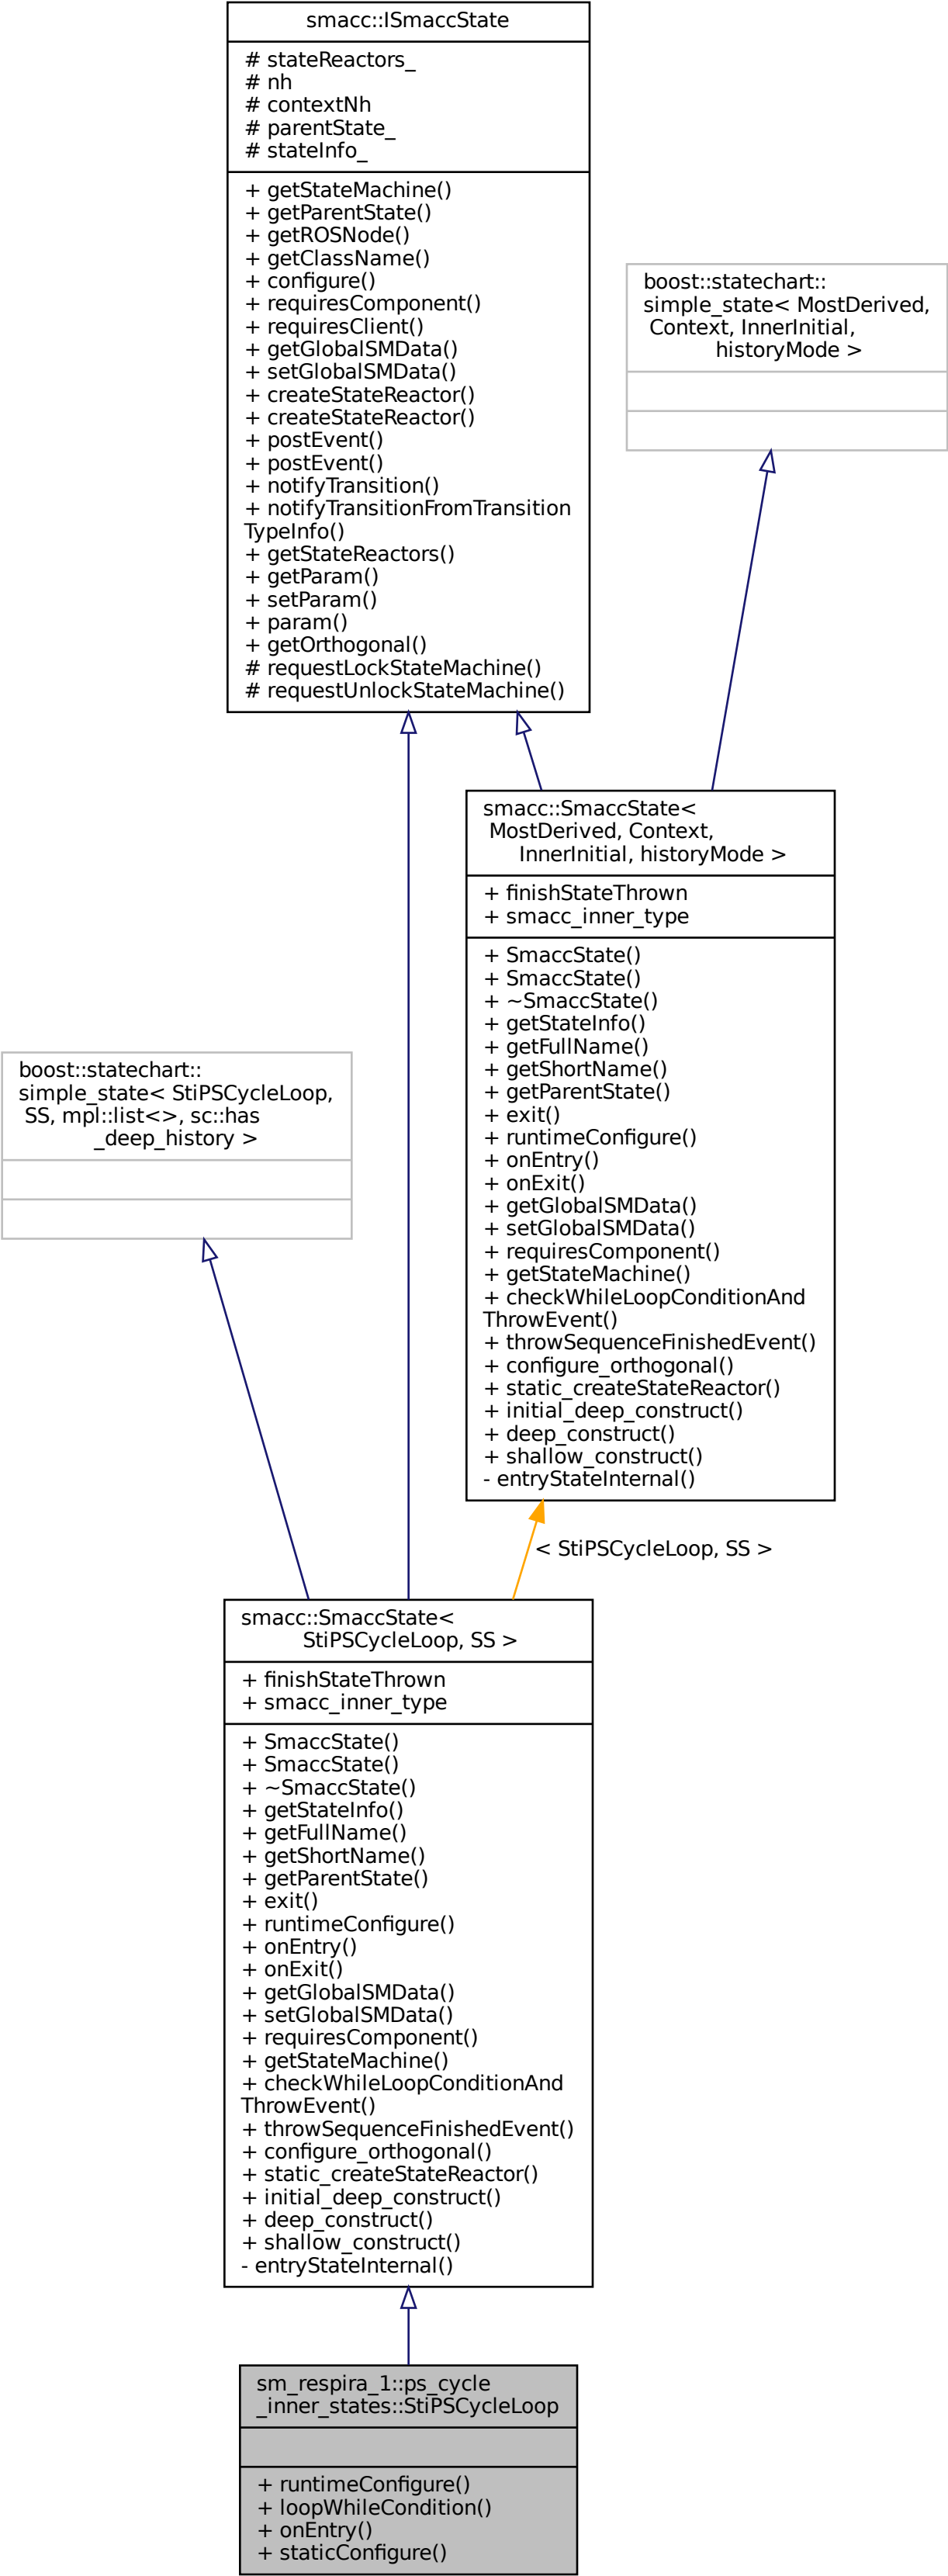 smacc::ISmaccState
# stateReactors_
# nh
# contextNh
# parentState_
# stateInfo_
+ getStateMachine()
+ getParentState()
+ getROSNode()
+ getClassName()
+ configure()
+ requiresComponent()
+ requiresClient()
+ getGlobalSMData()
+ setGlobalSMData()
+ createStateReactor()
+ createStateReactor()
+ postEvent()
+ postEvent()
+ notifyTransition()
+ notifyTransitionFromTransition
TypeInfo()
+ getStateReactors()
+ getParam()
+ setParam()
+ param()
+ getOrthogonal()
# requestLockStateMachine()
# requestUnlockStateMachine()
boost::statechart::
simple_state< MostDerived,
Context, InnerInitial,
historyMode >
smacc::SmaccState<
MostDerived, Context,
InnerInitial, historyMode >
+ finishStateThrown
+ smacc_inner_type
+ SmaccState()
+ SmaccState()
+ ~SmaccState()
+ getStateInfo()
+ getFullName()
+ getShortName()
+ getParentState()
+ exit()
+ runtimeConfigure()
+ onEntry()
+ onExit()
+ getGlobalSMData()
+ setGlobalSMData()
+ requiresComponent()
+ getStateMachine()
+ checkWhileLoopConditionAnd
ThrowEvent()
+ throwSequenceFinishedEvent()
+ configure_orthogonal()
+ static_createStateReactor()
+ initial_deep_construct()
+ deep_construct()
+ shallow_construct()
- entryStateInternal()
boost::statechart::
simple_state< StiPSCycleLoop,
SS, mpl::list<>, sc::has
_deep_history >
< StiPSCycleLoop, SS >
smacc::SmaccState<
StiPSCycleLoop, SS >
+ finishStateThrown
+ smacc_inner_type
+ SmaccState()
+ SmaccState()
+ ~SmaccState()
+ getStateInfo()
+ getFullName()
+ getShortName()
+ getParentState()
+ exit()
+ runtimeConfigure()
+ onEntry()
+ onExit()
+ getGlobalSMData()
+ setGlobalSMData()
+ requiresComponent()
+ getStateMachine()
+ checkWhileLoopConditionAnd
ThrowEvent()
+ throwSequenceFinishedEvent()
+ configure_orthogonal()
+ static_createStateReactor()
+ initial_deep_construct()
+ deep_construct()
+ shallow_construct()
- entryStateInternal()
sm_respira_1::ps_cycle
_inner_states::StiPSCycleLoop
+ runtimeConfigure()
+ loopWhileCondition()
+ onEntry()
+ staticConfigure()